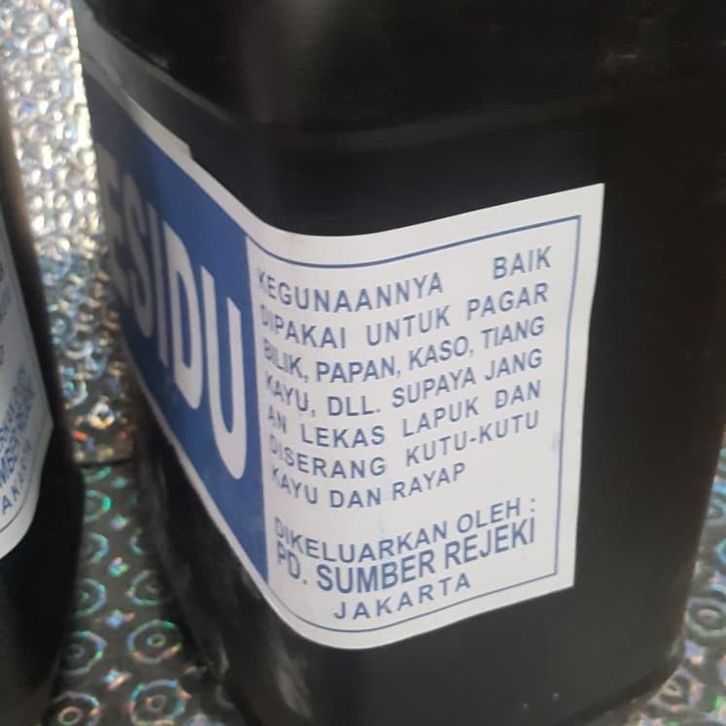 ESIDU
KEGUNAANNYA BAIK
DIPAKAI UNTUK PAGAR
BILIK, PAPAN, KASO, TIANG
KAYU, DLL. SUPAYA JANG
AN LEKAS LAPUK DAN
DISERANG KUTU-KUTU
KAYU DAN RAYAP
DIKELUARKAN OLEH :
PD. SUMBER REJEKI
JAKARTA